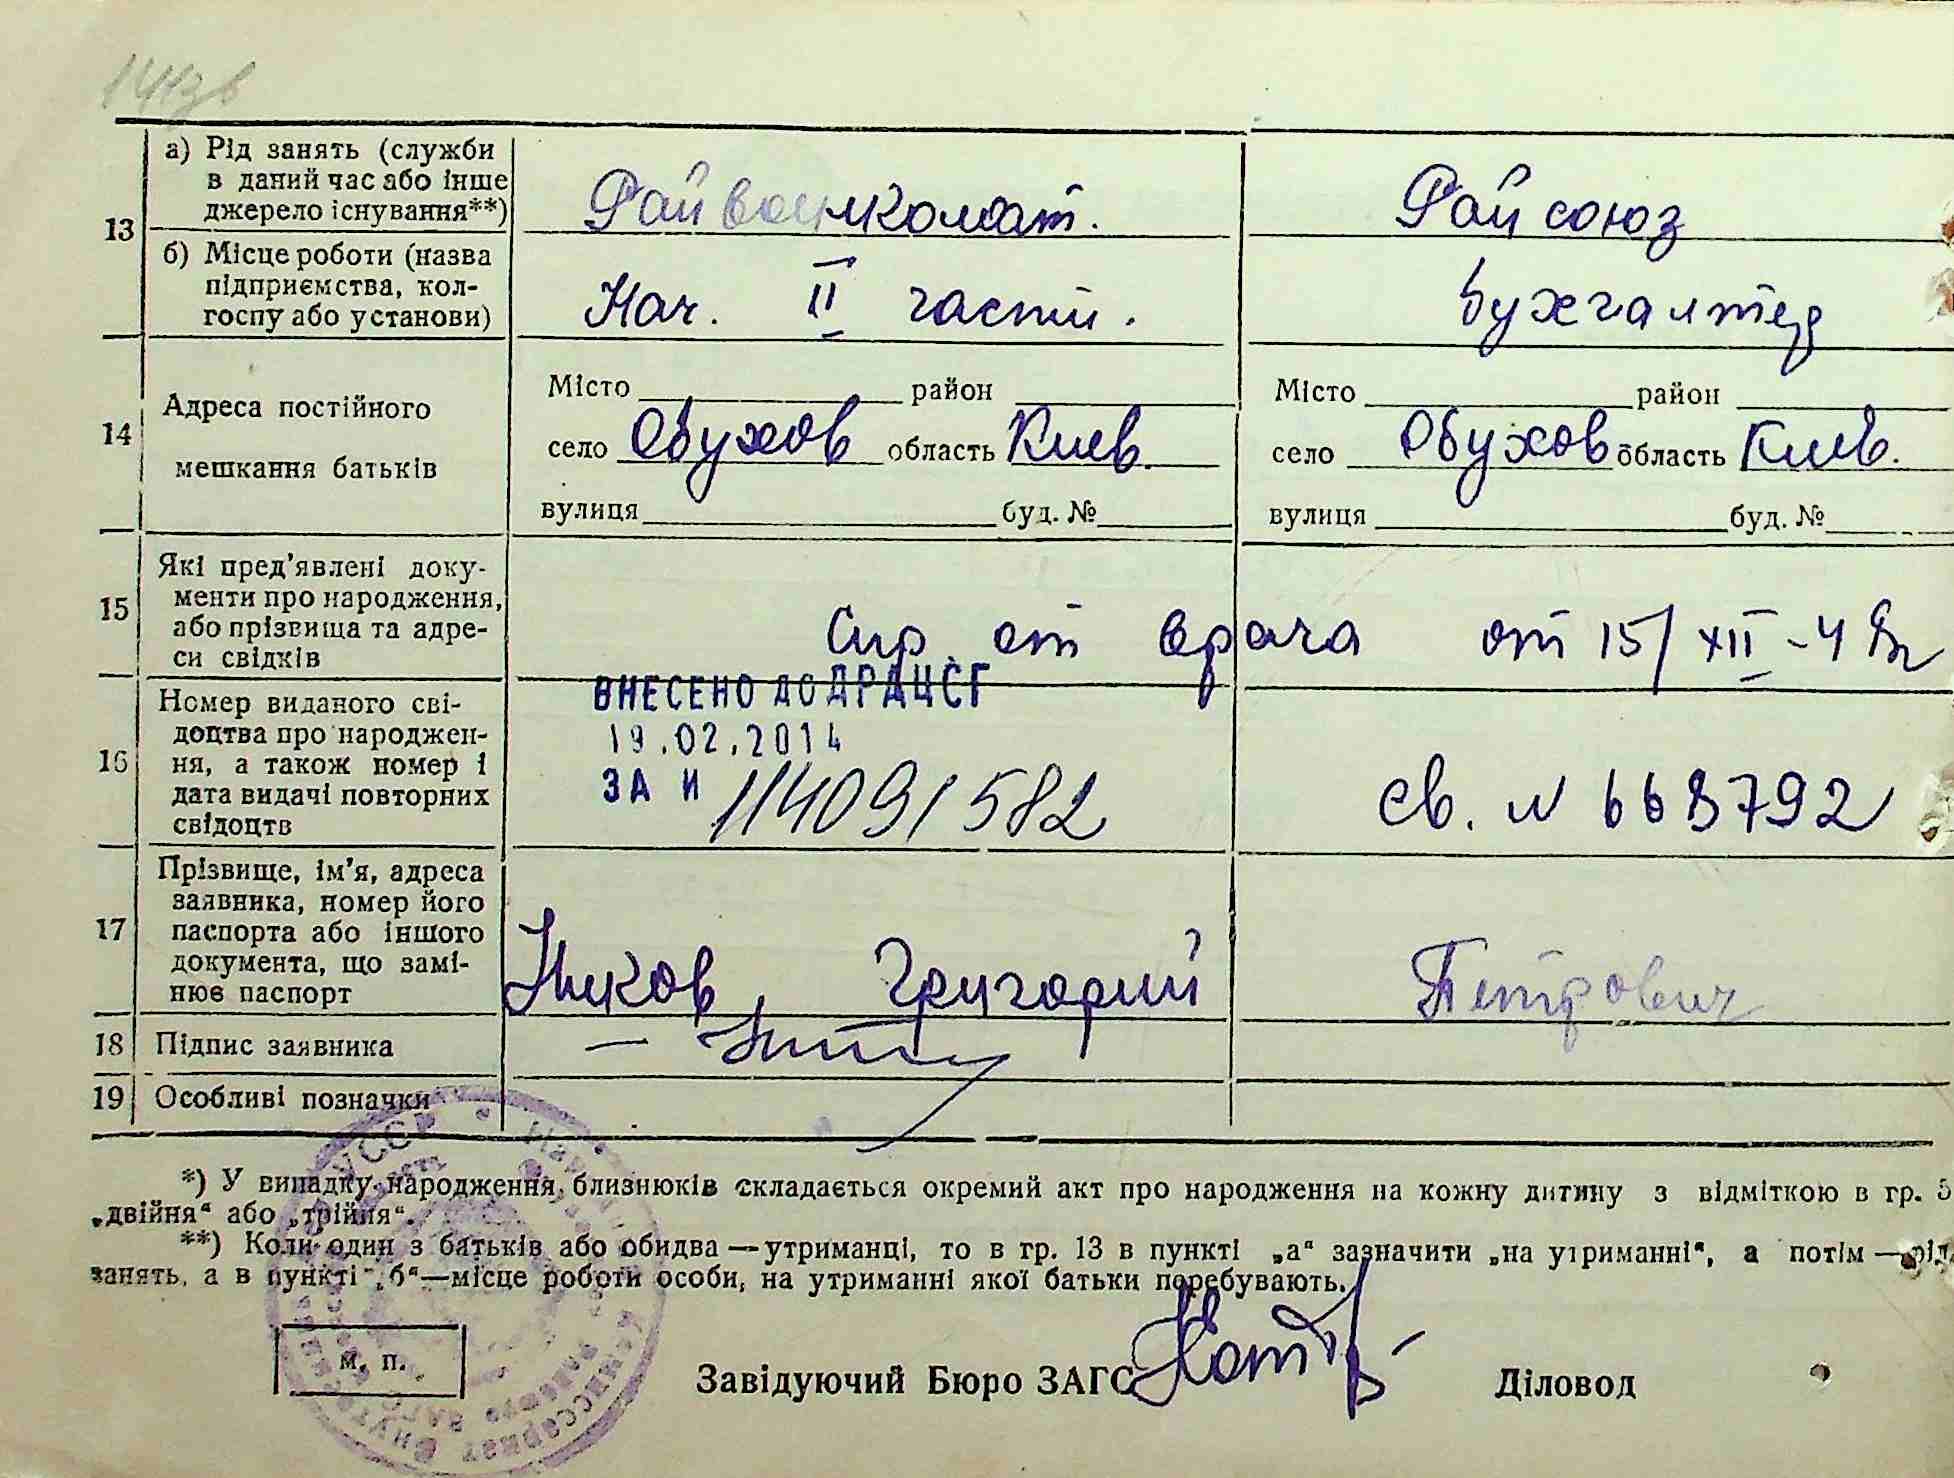 13
а) Рід занять (служби
в даний час або інше
джерело існування**)
Райвоенкомат.
Рай союз
б) Місце роботи (назва
підприємства, кол-
госпу або установи)
Нач. II части.
бухгалтер
14
Адреса постійного
мешкання батьків
Місто район
село Обухов область Киев.
вулиця буд. №
Місто район
село Обухов область Киев.
вулиця буд. №
15
Які пред’явлені доку-
менти про народження,
або прізвища та адре-
си свідків
Спр. от врача от 15/XII-4
16
Номер виданого сві-
доцтва про народжен-
ня, а також номер і
дата видачі повторних
свідоцтв
ВНЕСЕНО ДО ДРАЦСГ
19.02.2014
ЗА И 114091582
св. N 668792
17
Прізвище, ім’я, адреса
заявника, номер його
паспорта або іншого
документа, що замі-
нює паспорт
Григорий Петрович
18 Підпис заявника
19 Особливі позначки
*) У випадку народження близнюків складається окремий акт про народження на кожну дитину з відміткою в гр. 5
„двійня“ або „трійня“.
**) Коли один з батьків або обидва — утриманці, то в гр. 13 в пункті „а“ зазначити „на утриманні“, а потім — рід
занять, а в пункті „б“ — місце роботи особи, на утриманні якої батьки перебувають.
м. п.
Завідуючий Бюро ЗАГС
Діловод